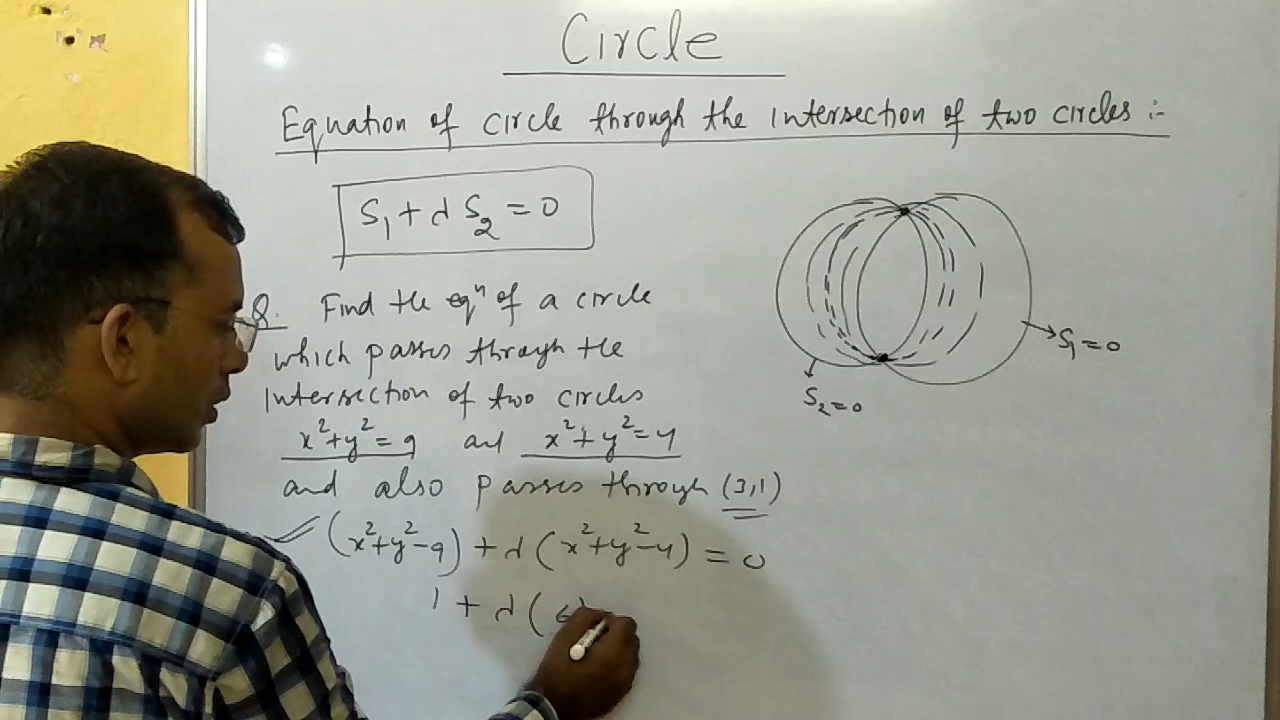 Circle
Equation of circle through the intersection of two circles :-
S₁ + λ S₂ = 0
Q. Find the eqⁿ of a circle
which passes through the
intersection of two circles
x² + y² = 9 and x² + y² = 4
and also passes through (3,1)
(x² + y² - 9) + λ (x² + y² - 4) = 0
1 + λ (6)
S₁ = 0
S₂ = 0